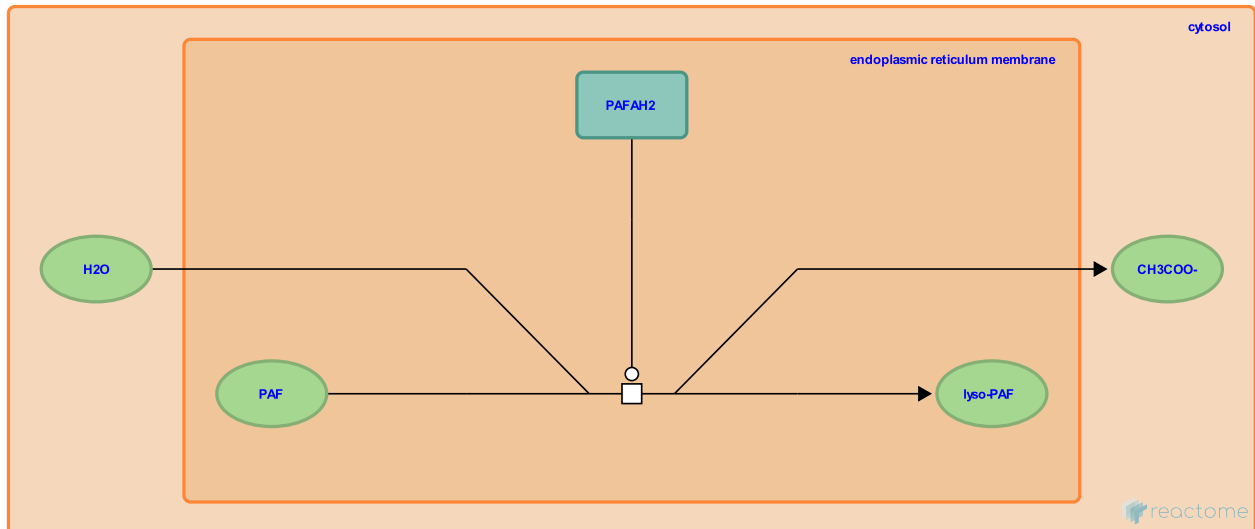 cytosol
endoplasmic reticulum membrane
PAFAH2
H2O
CH3COO-
PAF
lyso-PAF
reactome